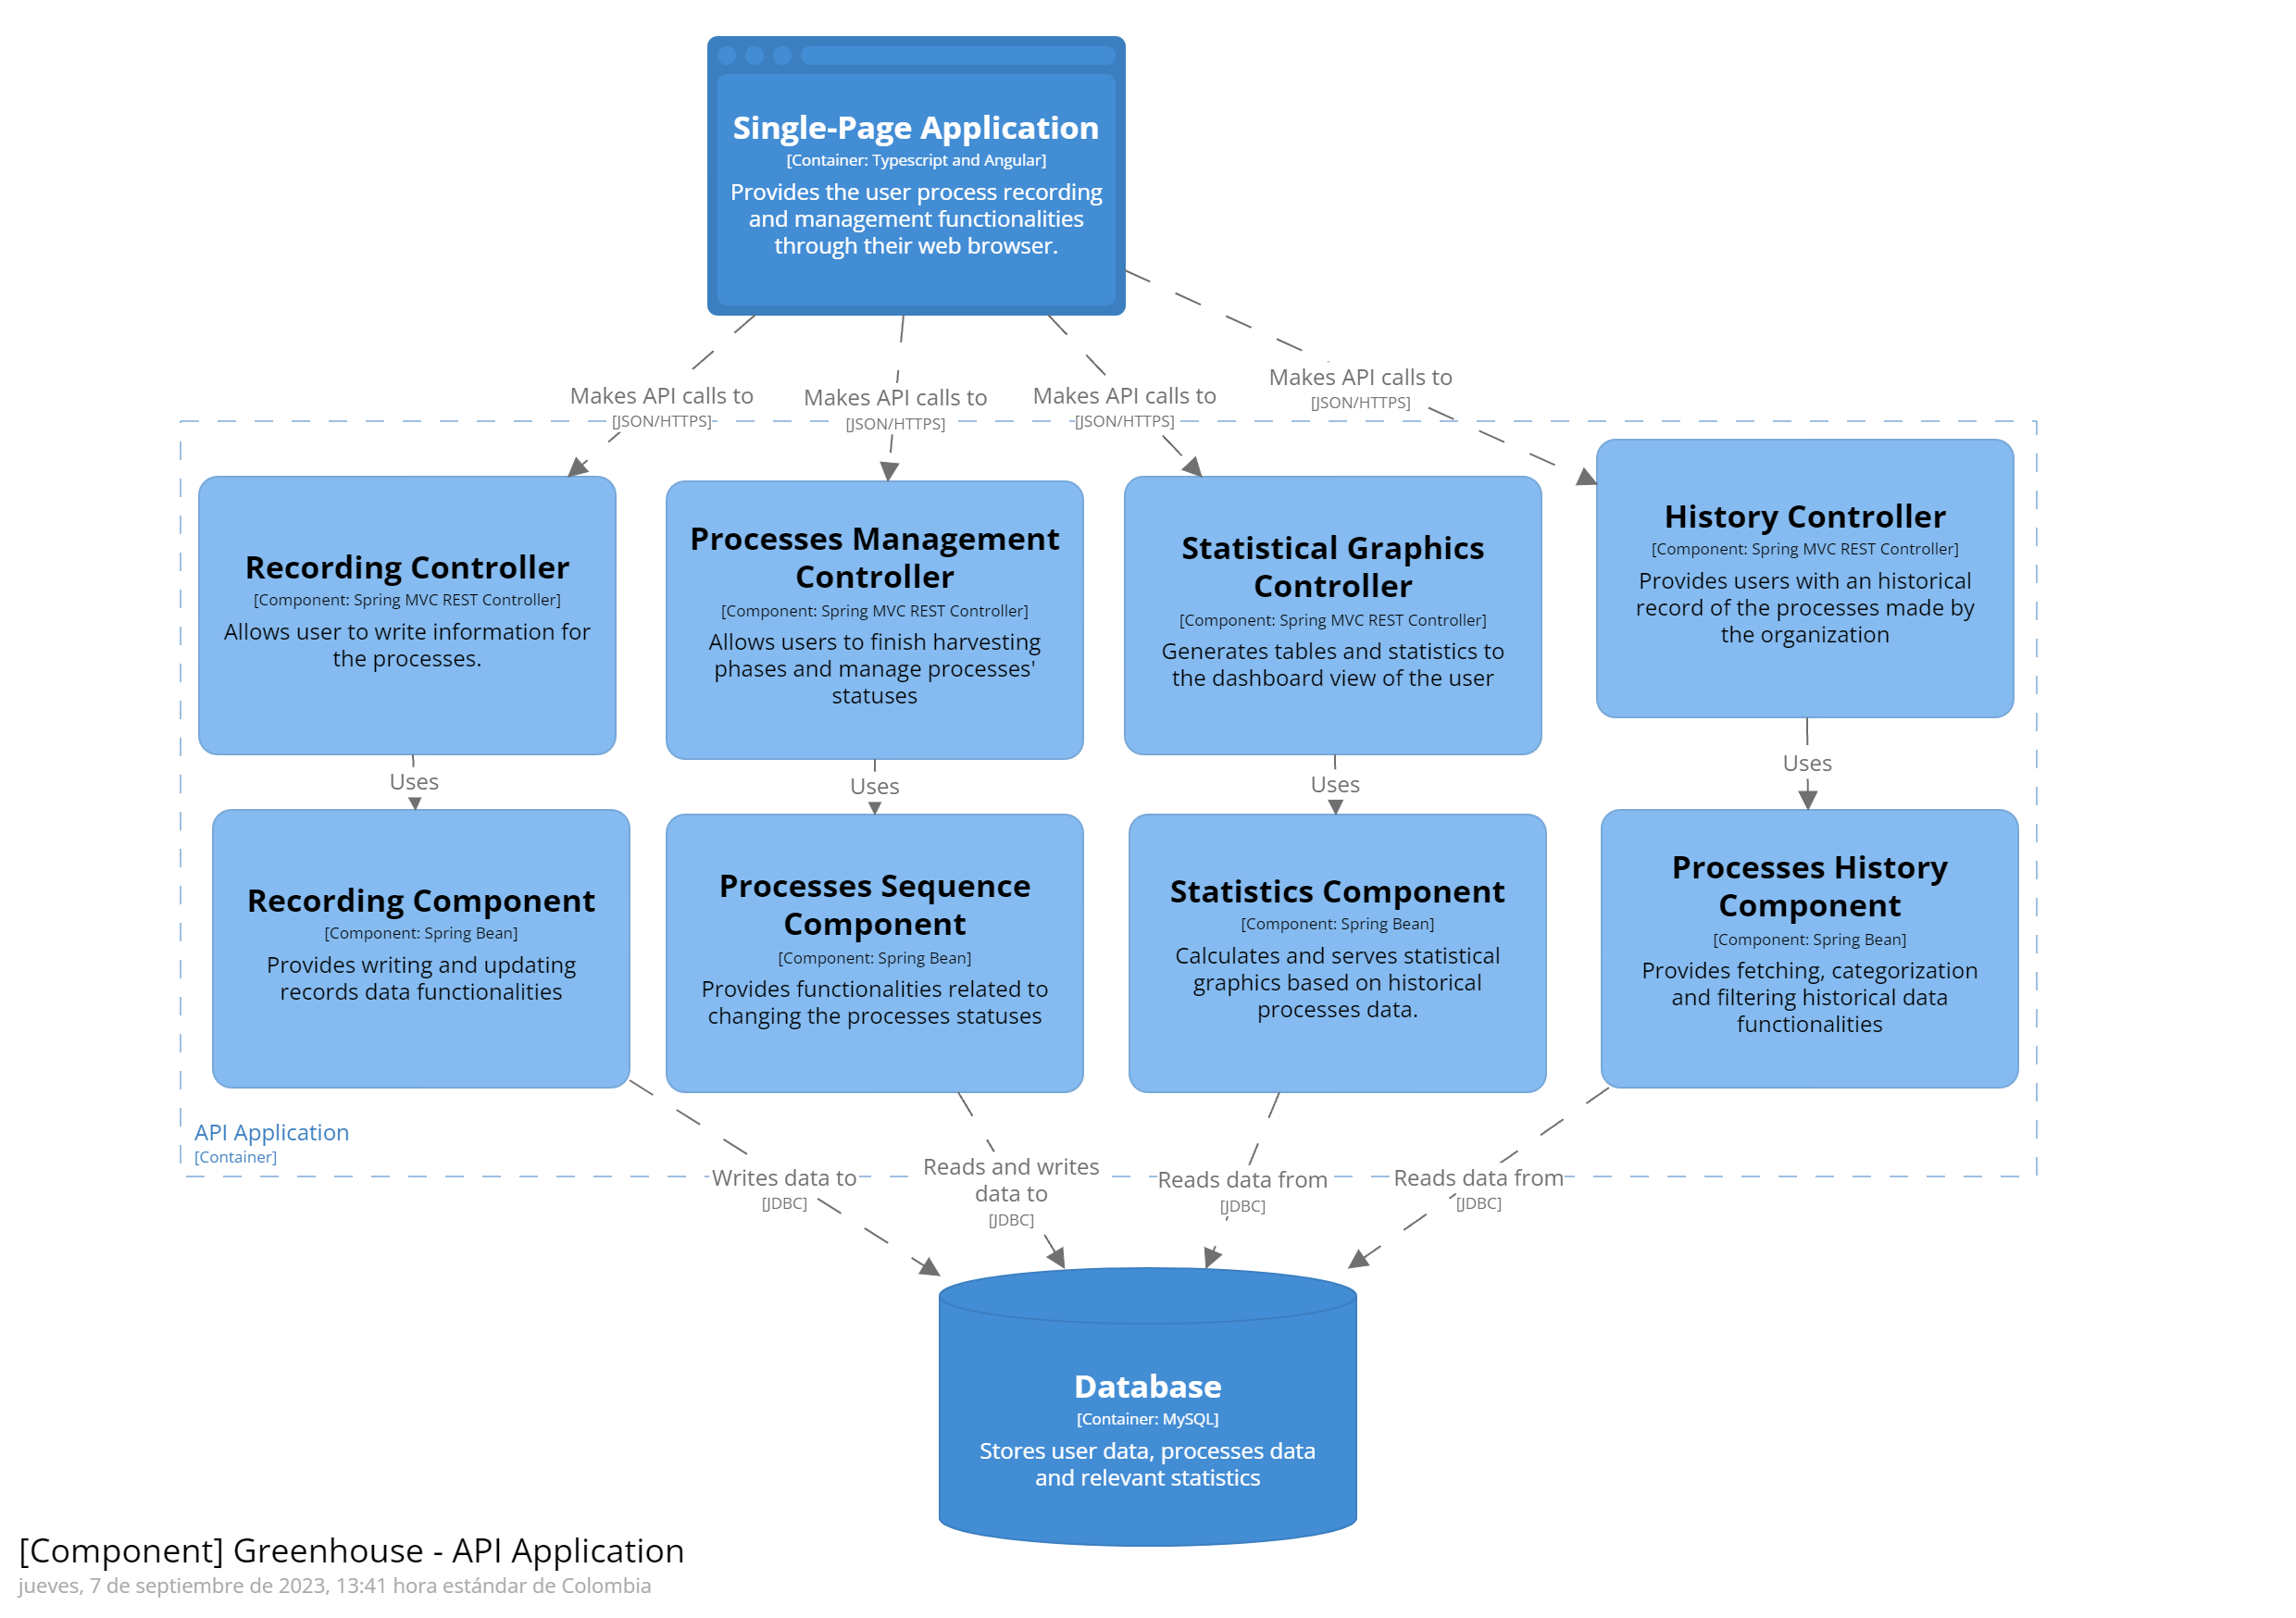 Single-Page Application
[Container: Typescript and Angular]
Provides the user process recording
and management functionalities
through their web browser.
Makes API calls to
[JSON/HTTPS]
Makes API calls to
[JSON/HTTPS]
Makes API calls to
[JSON/HTTPS]
Makes API calls to
[JSON/HTTPS]
Recording Controller
[Component: Spring MVC REST Controller]
Allows user to write information for
the processes.
Processes Management
Controller
[Component: Spring MVC REST Controller]
Allows users to finish harvesting
phases and manage processes'
statuses
Statistical Graphics
Controller
[Component: Spring MVC REST Controller]
Generates tables and statistics to
the dashboard view of the user
History Controller
[Component: Spring MVC REST Controller]
Provides users with an historical
record of the processes made by
the organization
Uses
Uses
Uses
Uses
Recording Component
[Component: Spring Bean]
Provides writing and updating
records data functionalities
Processes Sequence
Component
[Component: Spring Bean]
Provides functionalities related to
changing the processes statuses
Statistics Component
[Component: Spring Bean]
Calculates and serves statistical
graphics based on historical
processes data.
Processes History
Component
[Component: Spring Bean]
Provides fetching, categorization
and filtering historical data
functionalities
API Application
[Container]
Writes data to
[JDBC]
Reads and writes
data to
[JDBC]
Reads data from
[JDBC]
Reads data from
[JDBC]
Database
[Container: MySQL]
Stores user data, processes data
and relevant statistics
[Component] Greenhouse - API Application
jueves, 7 de septiembre de 2023, 13:41 hora estándar de Colombia